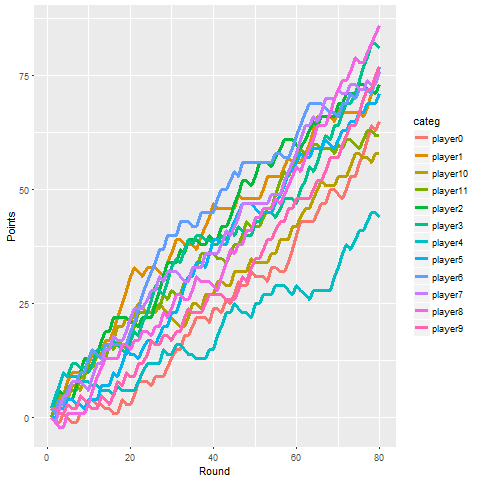 75
50
25
0
Points
0
20
40
60
80
Round
categ
player0
player1
player10
player11
player2
player3
player4
player5
player6
player7
player8
player9